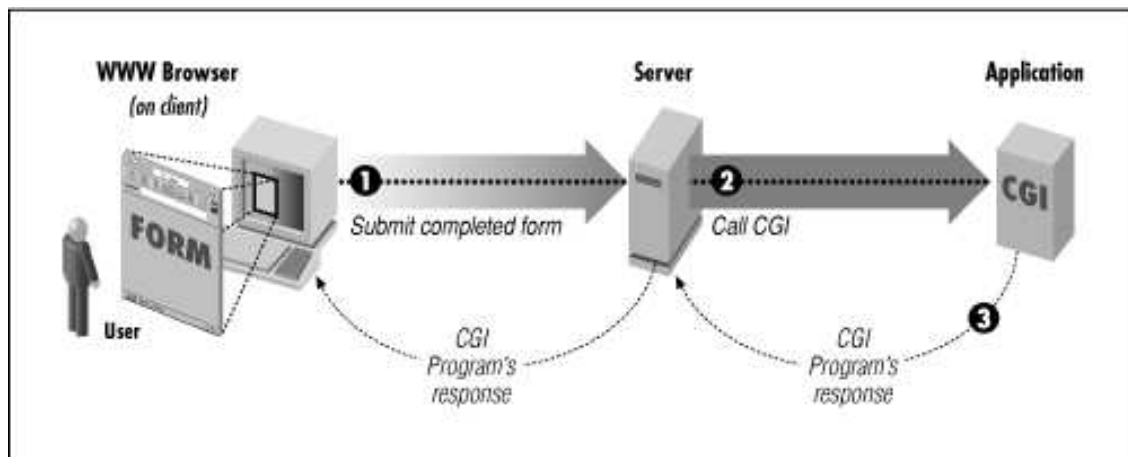 WWW Browser
(on client)
Server
Application
FORM
User
1
Submit completed form
2
Call CGI
CGI
3
CGI
Program's
response
CGI
Program's
response